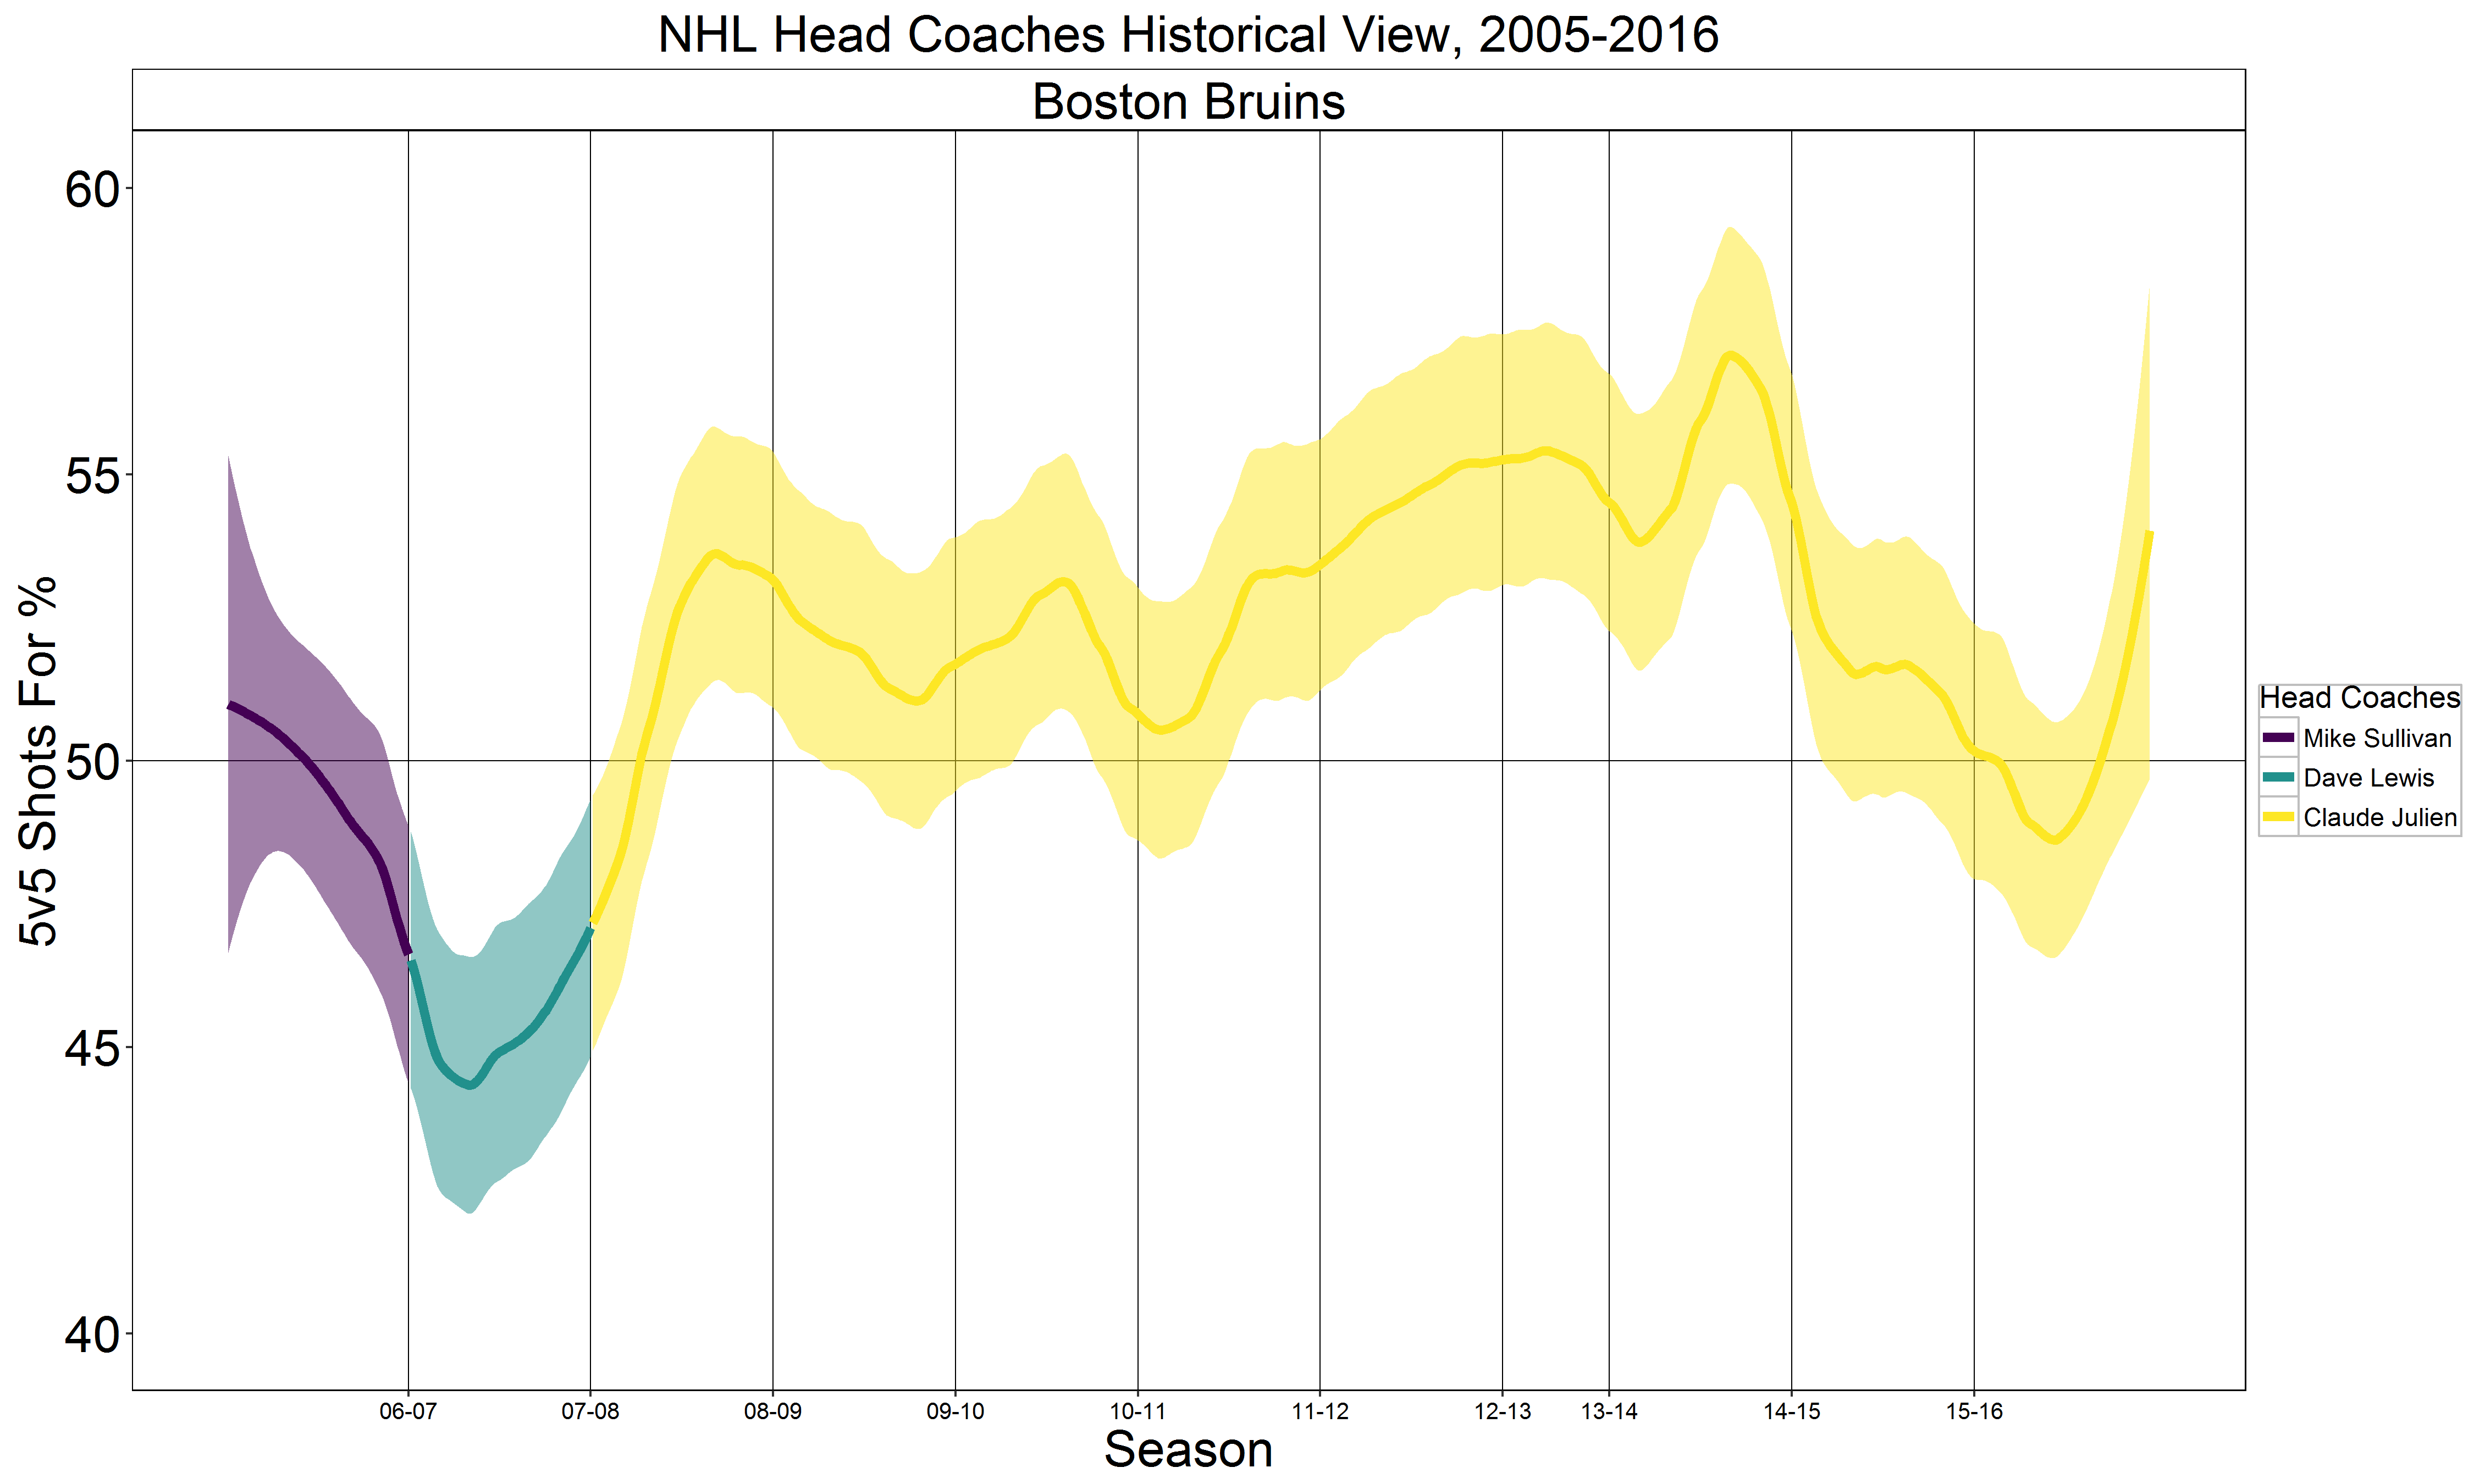 NHL Head Coaches Historical View, 2005-2016
Boston Bruins
60
55
50
45
40
5v5 Shots For %
06-07 07-08 08-09 09-10 10-11 11-12 12-13 13-14 14-15 15-16
Season
Head Coaches
Mike Sullivan
Dave Lewis
Claude Julien